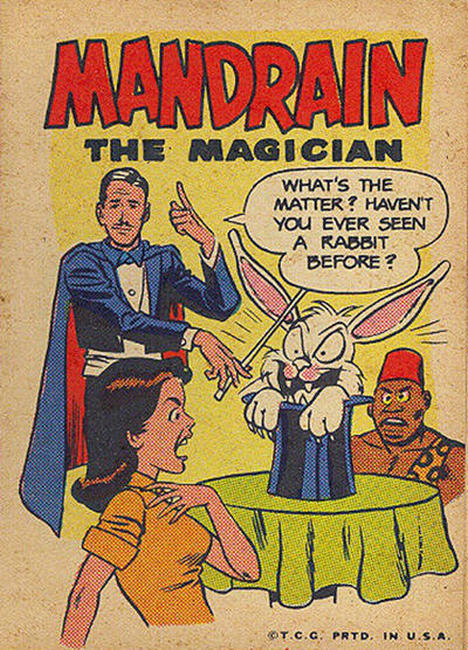 MANDRAIN
THE MAGICIAN
WHAT'S THE
MATTER? HAVEN'T
YOU EVER SEEN
A RABBIT
BEFORE?
©T.C.G. PRTD. IN U.S.A.